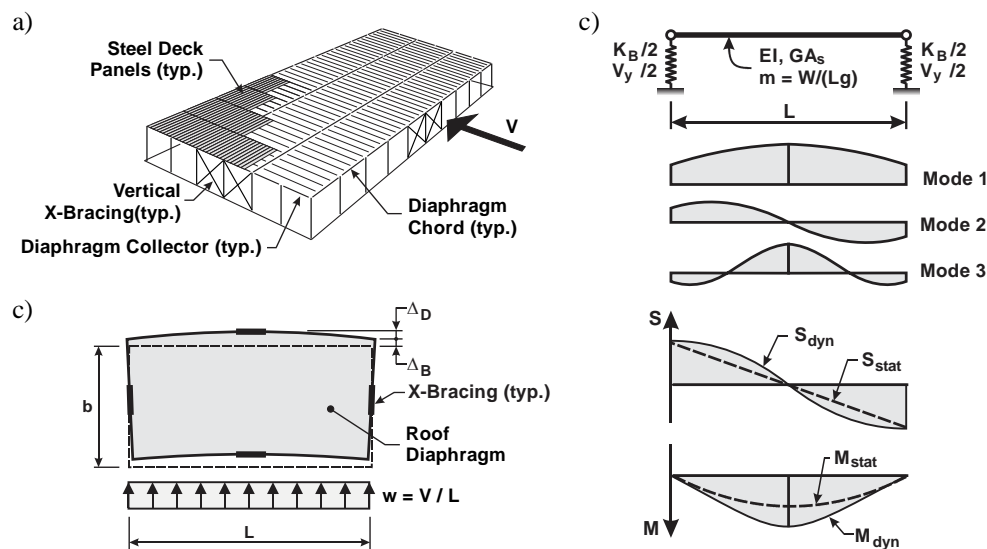 a)
Steel Deck
Panels (typ.)
V
Vertical
X-Bracing(typ.)
Diaphragm Collector (typ.)
Diaphragm
Chord (typ.)
c)
Δ_D
Δ_B
b
X-Bracing (typ.)
Roof
Diaphragm
w = V / L
L
c)
K_B/2
V_y/2
EI, GA_s
m = W/(Lg)
K_B/2
V_y/2
L
Mode 1
Mode 2
Mode 3
S
S_dyn
S_stat
M_stat
M
M_dyn